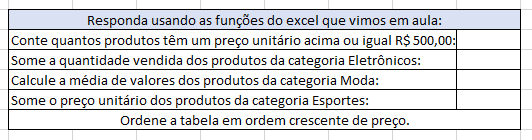 Responda usando as funções do excel que vimos em aula:
Conte quantos produtos têm um preço unitário acima ou igual R$ 500,00:
Some a quantidade vendida dos produtos da categoria Eletrônicos:
Calcule a média de valores dos produtos da categoria Moda:
Some o preço unitário dos produtos da categoria Esportes:
Ordene a tabela em ordem crescente de preço.